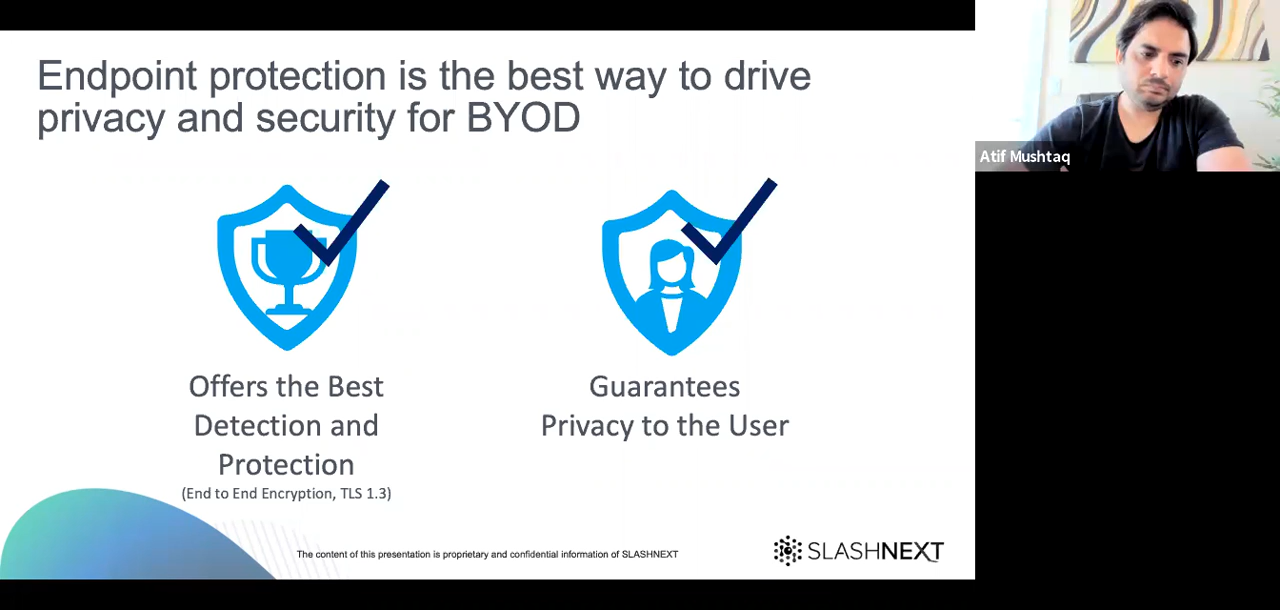 Endpoint protection is the best way to drive
privacy and security for BYOD
Atif Mushtaq
Offers the Best
Detection and
Protection
(End to End Encryption, TLS 1.3)
Guarantees
Privacy to the User
The content of this presentation is proprietary and confidential information of SLASHNEXT
SLASHNEXT